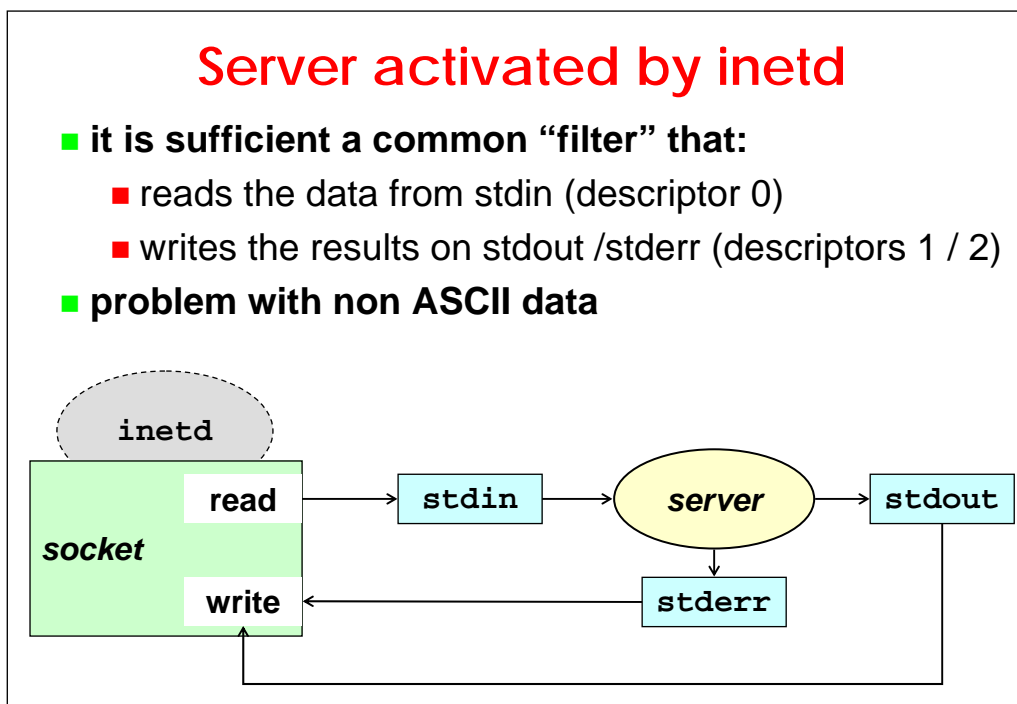 Server activated by inetd
it is sufficient a common “filter” that:
reads the data from stdin (descriptor 0)
writes the results on stdout /stderr (descriptors 1 / 2)
problem with non ASCII data
inetd
read
stdin
server
stdout
socket
write
stderr